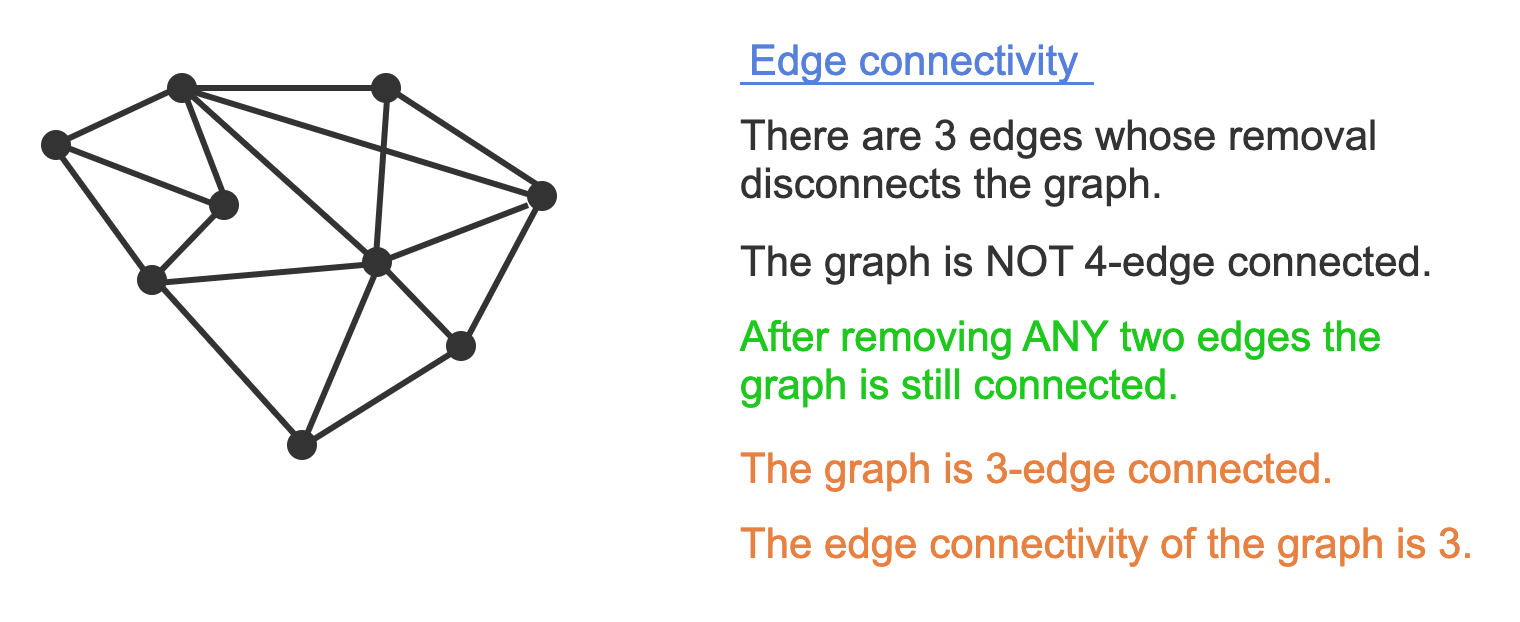 Edge connectivity
There are 3 edges whose removal
disconnects the graph.
The graph is NOT 4-edge connected.
After removing ANY two edges the
graph is still connected.
The graph is 3-edge connected.
The edge connectivity of the graph is 3.